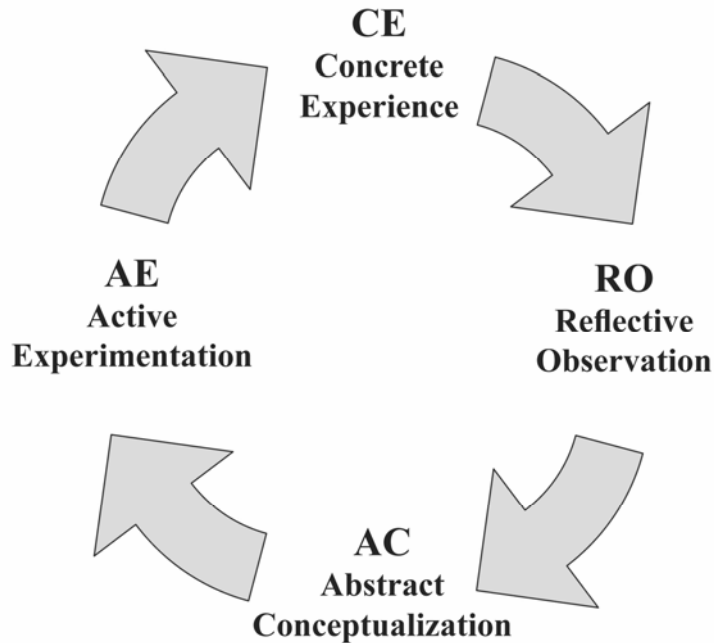 CE
Concrete
Experience
RO
Reflective
Observation
AC
Abstract
Conceptualization
AE
Active
Experimentation